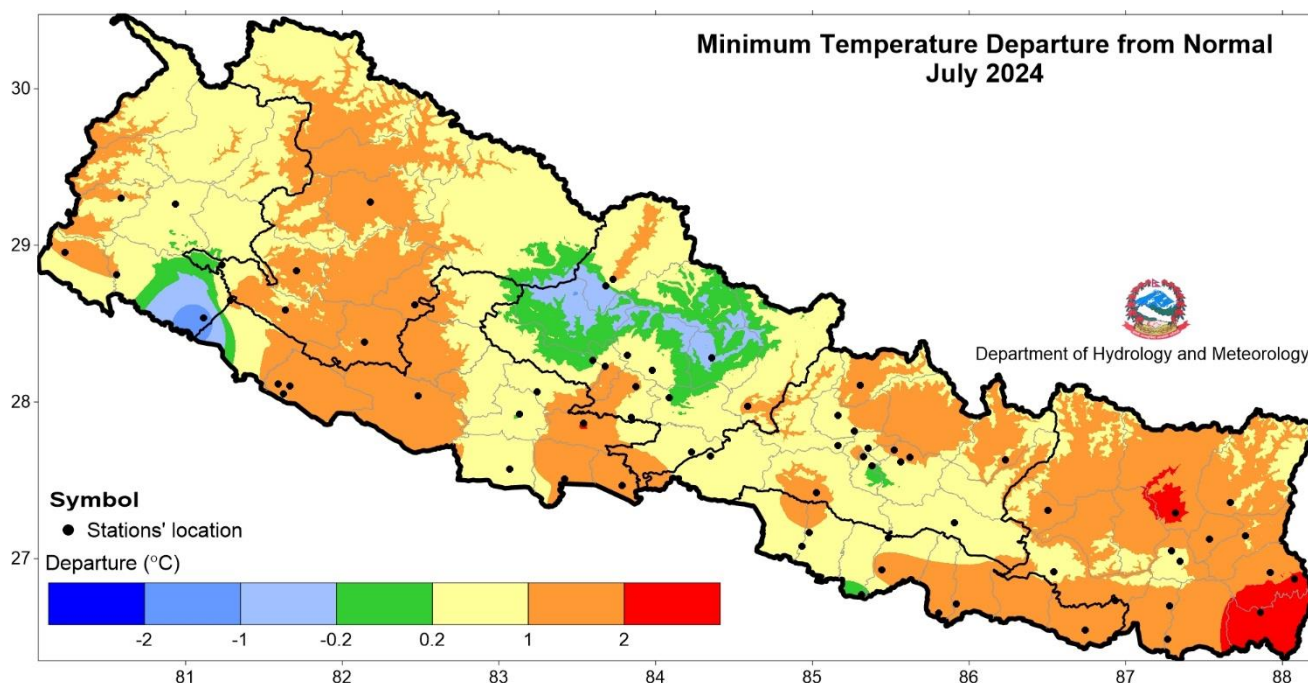 Minimum Temperature Departure from Normal
July 2024
30
29
28
27
Department of Hydrology and Meteorology
Symbol
Stations' location
Departure (°C)
-2 -1 -0.2 0.2 1 2
81 82 83 84 85 86 87 88